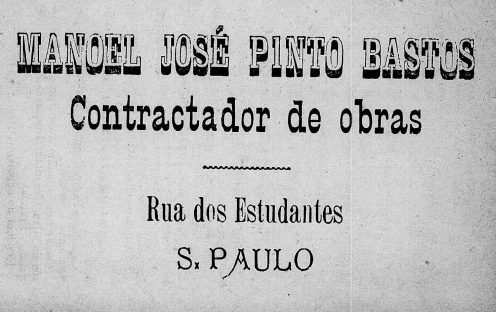 MANOEL JOSÉ PINTO BASTOS
Contractador de obras
Rua dos Estudantes
S. PAULO